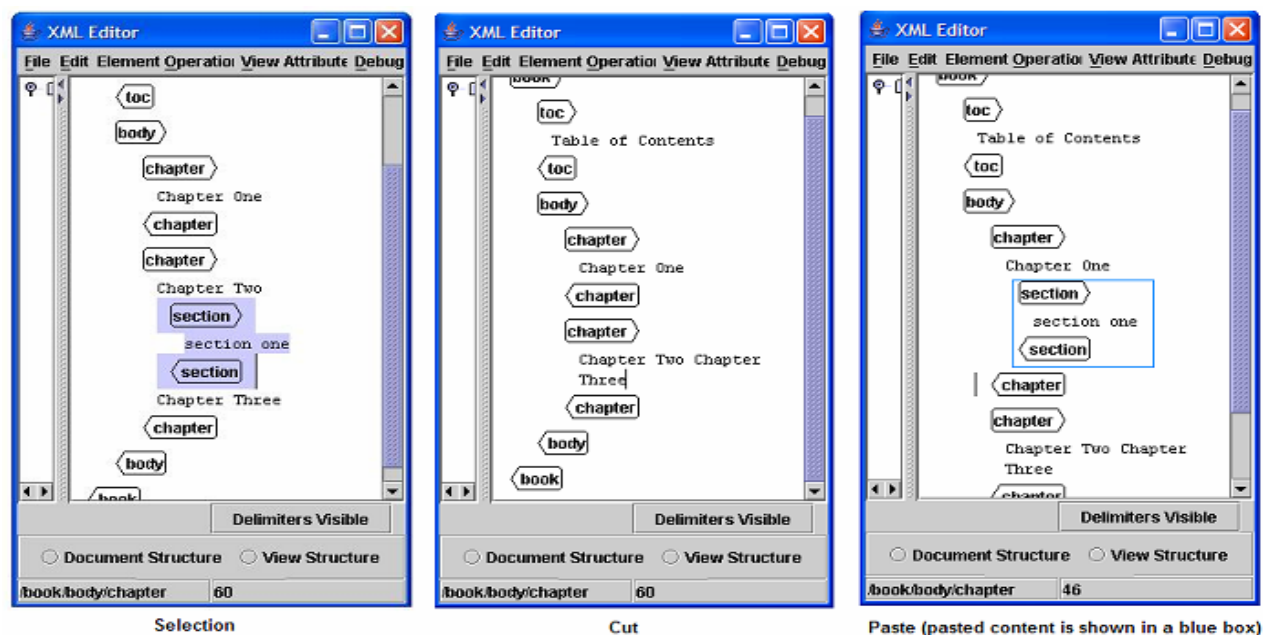 XML Editor
File Edit Element Operatio View Attribute Debug
toc
body
chapter
Chapter One
chapter
chapter
Chapter Two
section
section one
section
Chapter Three
chapter
body
book
Delimiters Visible
Document Structure View Structure
/book/body/chapter 60
Selection
XML Editor
File Edit Element Operatio View Attribute Debug
book
toc
Table of Contents
toc
body
chapter
Chapter One
chapter
chapter
Chapter Two Chapter
Three
chapter
body
book
Delimiters Visible
Document Structure View Structure
/book/body/chapter 60
Cut
XML Editor
File Edit Element Operatio View Attribute Debug
book
toc
Table of Contents
toc
body
chapter
Chapter One
section
section one
section
chapter
chapter
Chapter Two Chapter
Three
chapter
Delimiters Visible
Document Structure View Structure
/book/body/chapter 46
Paste (pasted content is shown in a blue box)